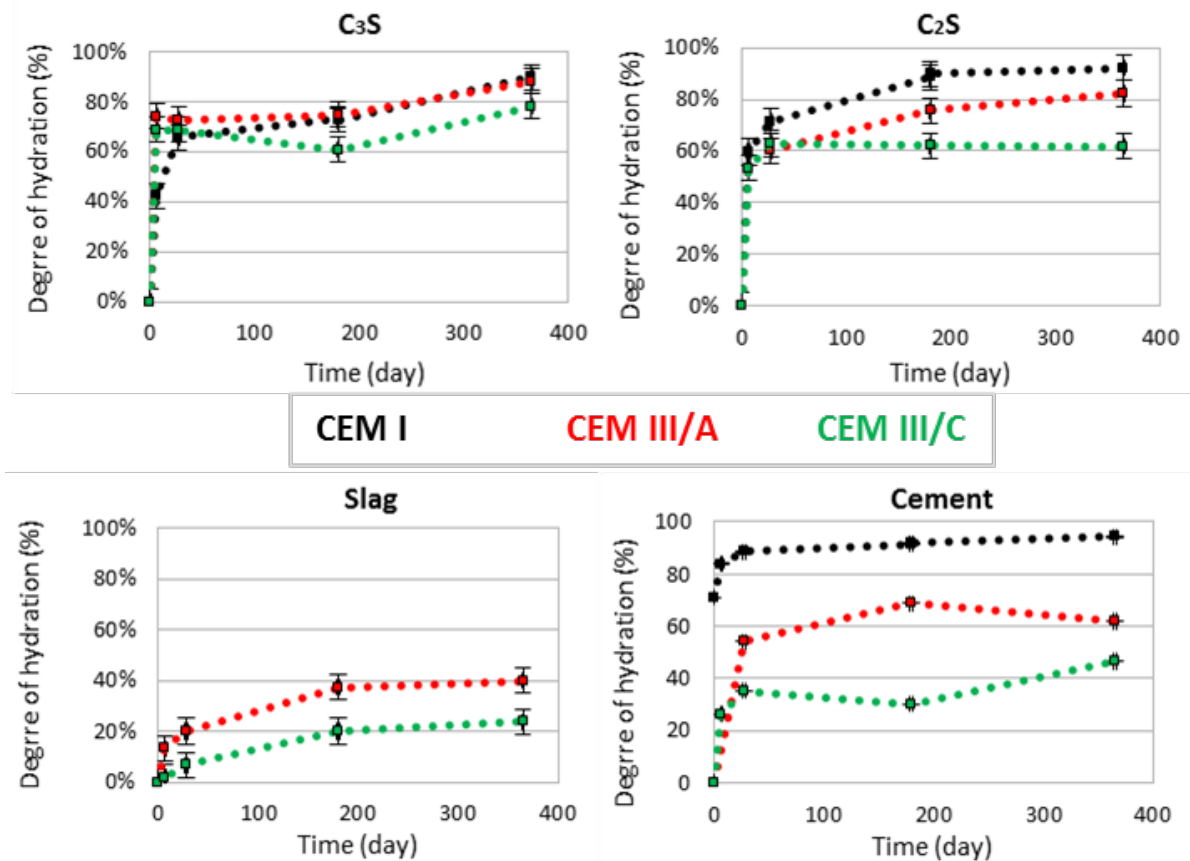 C₃S
Degrre of hydration (%)
100%
80%
60%
40%
20%
0%
0 100 200 300 400
Time (day)
C₂S
Degrre of hydration (%)
100%
80%
60%
40%
20%
0%
0 100 200 300 400
Time (day)
CEM I CEM III/A CEM III/C
Slag
Degrre of hydration (%)
100%
80%
60%
40%
20%
0%
0 100 200 300 400
Time (day)
Cement
Degrre of hydration (%)
100
80
60
40
20
0
0 100 200 300 400
Time (day)